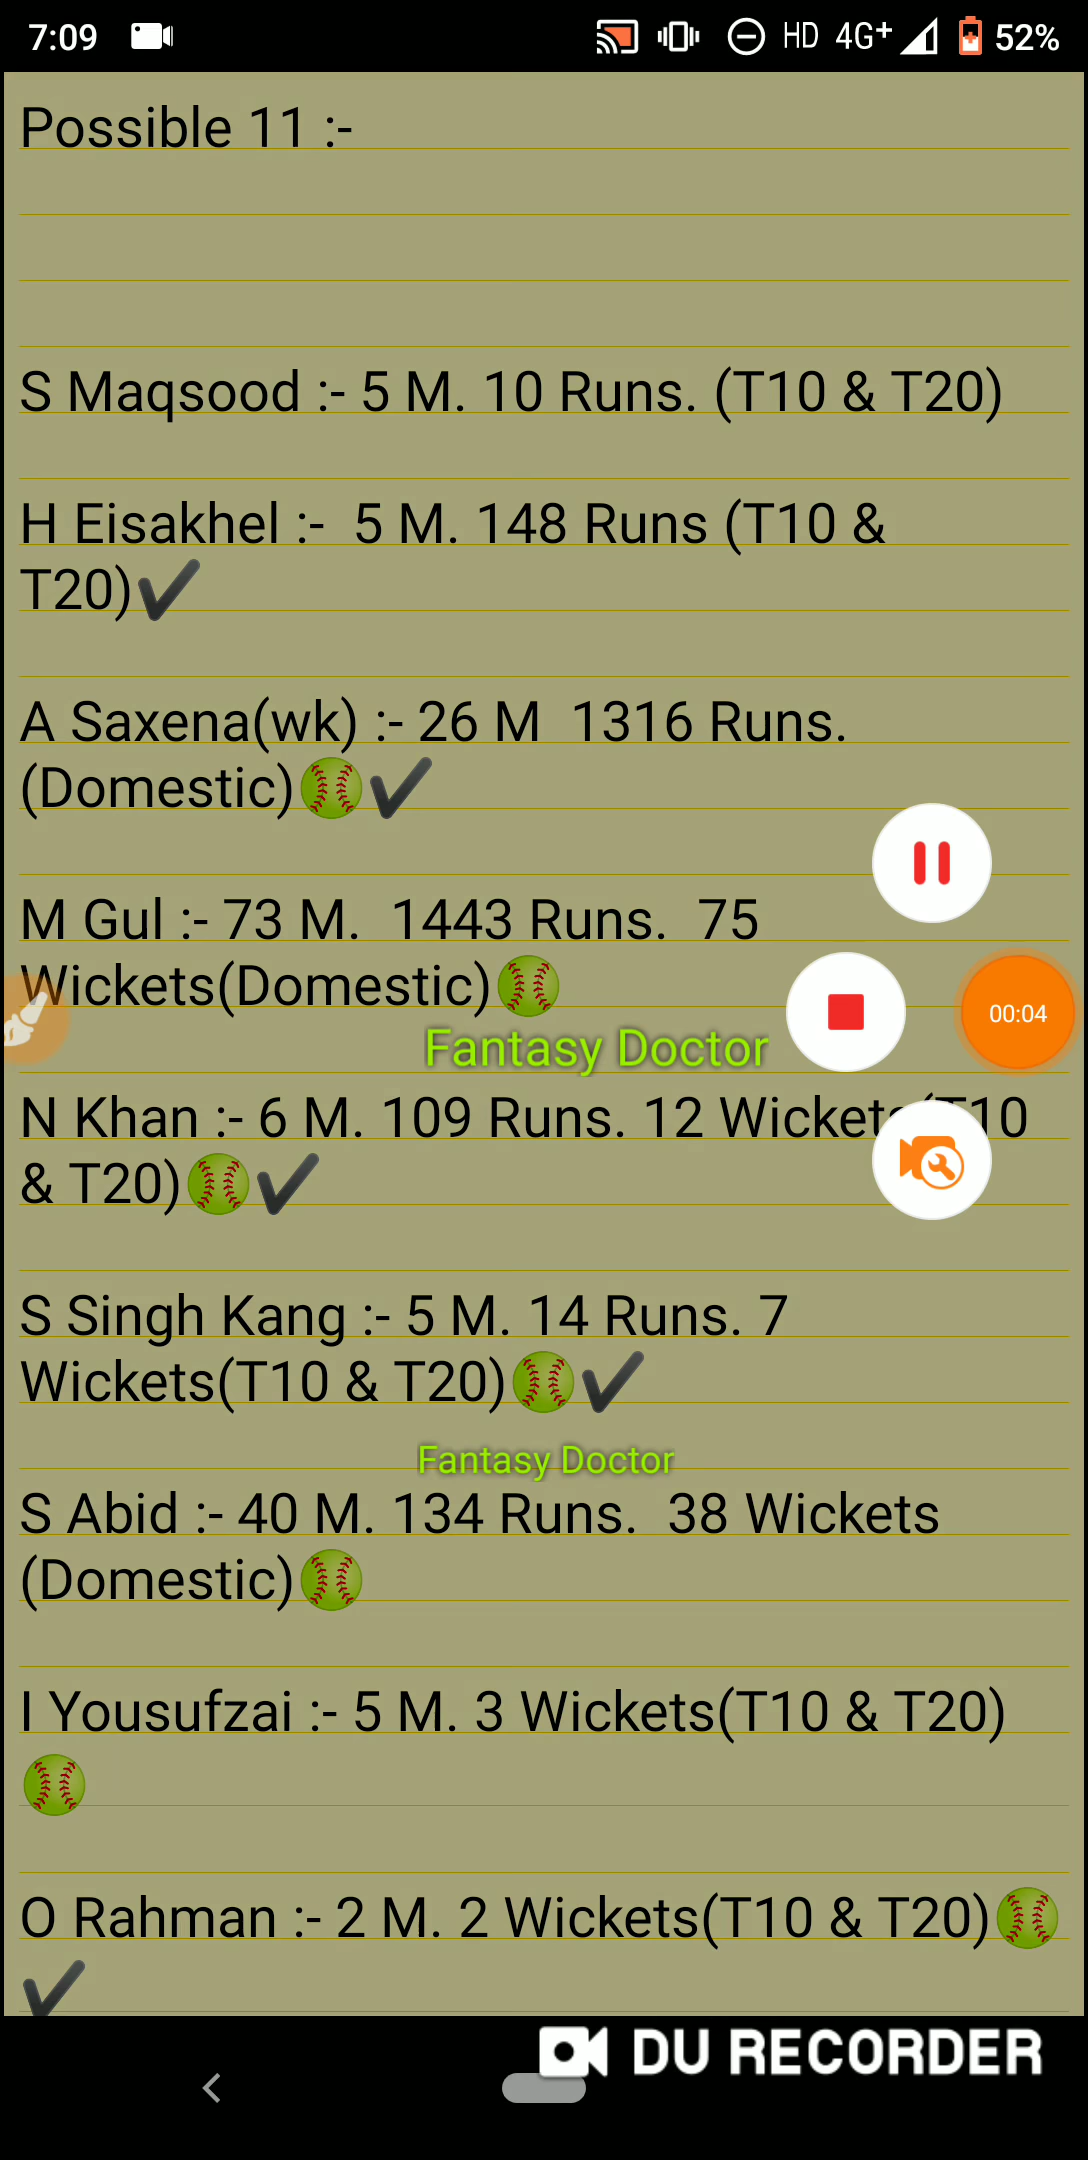 7:09 HD 4G+ 52%
Possible 11 :-
S Maqsood :- 5 M. 10 Runs. (T10 & T20)
H Eisakhel :- 5 M. 148 Runs (T10 &
T20)✔
A Saxena(wk) :- 26 M 1316 Runs.
(Domestic)🥎✔
M Gul :- 73 M. 1443 Runs. 75
Wickets(Domestic)🥎
00:04
Fantasy Doctor
N Khan :- 6 M. 109 Runs. 12 Wickets(T10
& T20)🥎✔
S Singh Kang :- 5 M. 14 Runs. 7
Wickets(T10 & T20)🥎✔
Fantasy Doctor
S Abid :- 40 M. 134 Runs. 38 Wickets
(Domestic)🥎
I Yousufzai :- 5 M. 3 Wickets(T10 & T20)
🥎
O Rahman :- 2 M. 2 Wickets(T10 & T20)🥎
✔
DU RECORDER